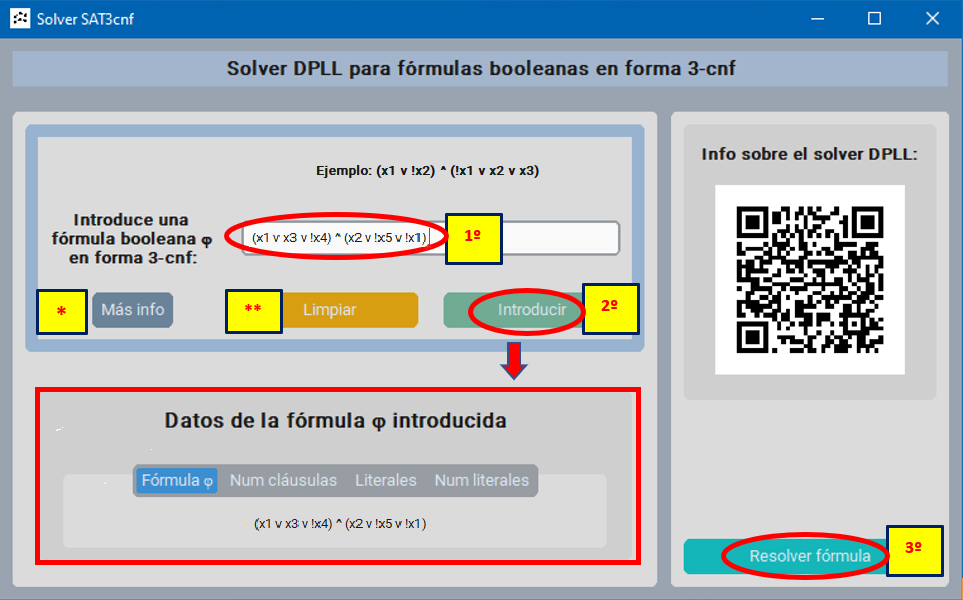 Solver SAT3cnf
Solver DPLL para fórmulas booleanas en forma 3-cnf
Ejemplo: (x1 v !x2) ^ (!x1 v x2 v x3)
Introduce una
fórmula booleana φ
en forma 3-cnf:
(x1 v x3 v !x4) ^ (x2 v !x5 v !x1)
1º
*
Más info
**
Limpiar
Introducir
2º
Datos de la fórmula φ introducida
Fórmula φ Num cláusulas Literales Num literales
(x1 v x3 v !x4) ^ (x2 v !x5 v !x1)
Info sobre el solver DPLL:
Resolver fórmula
3º